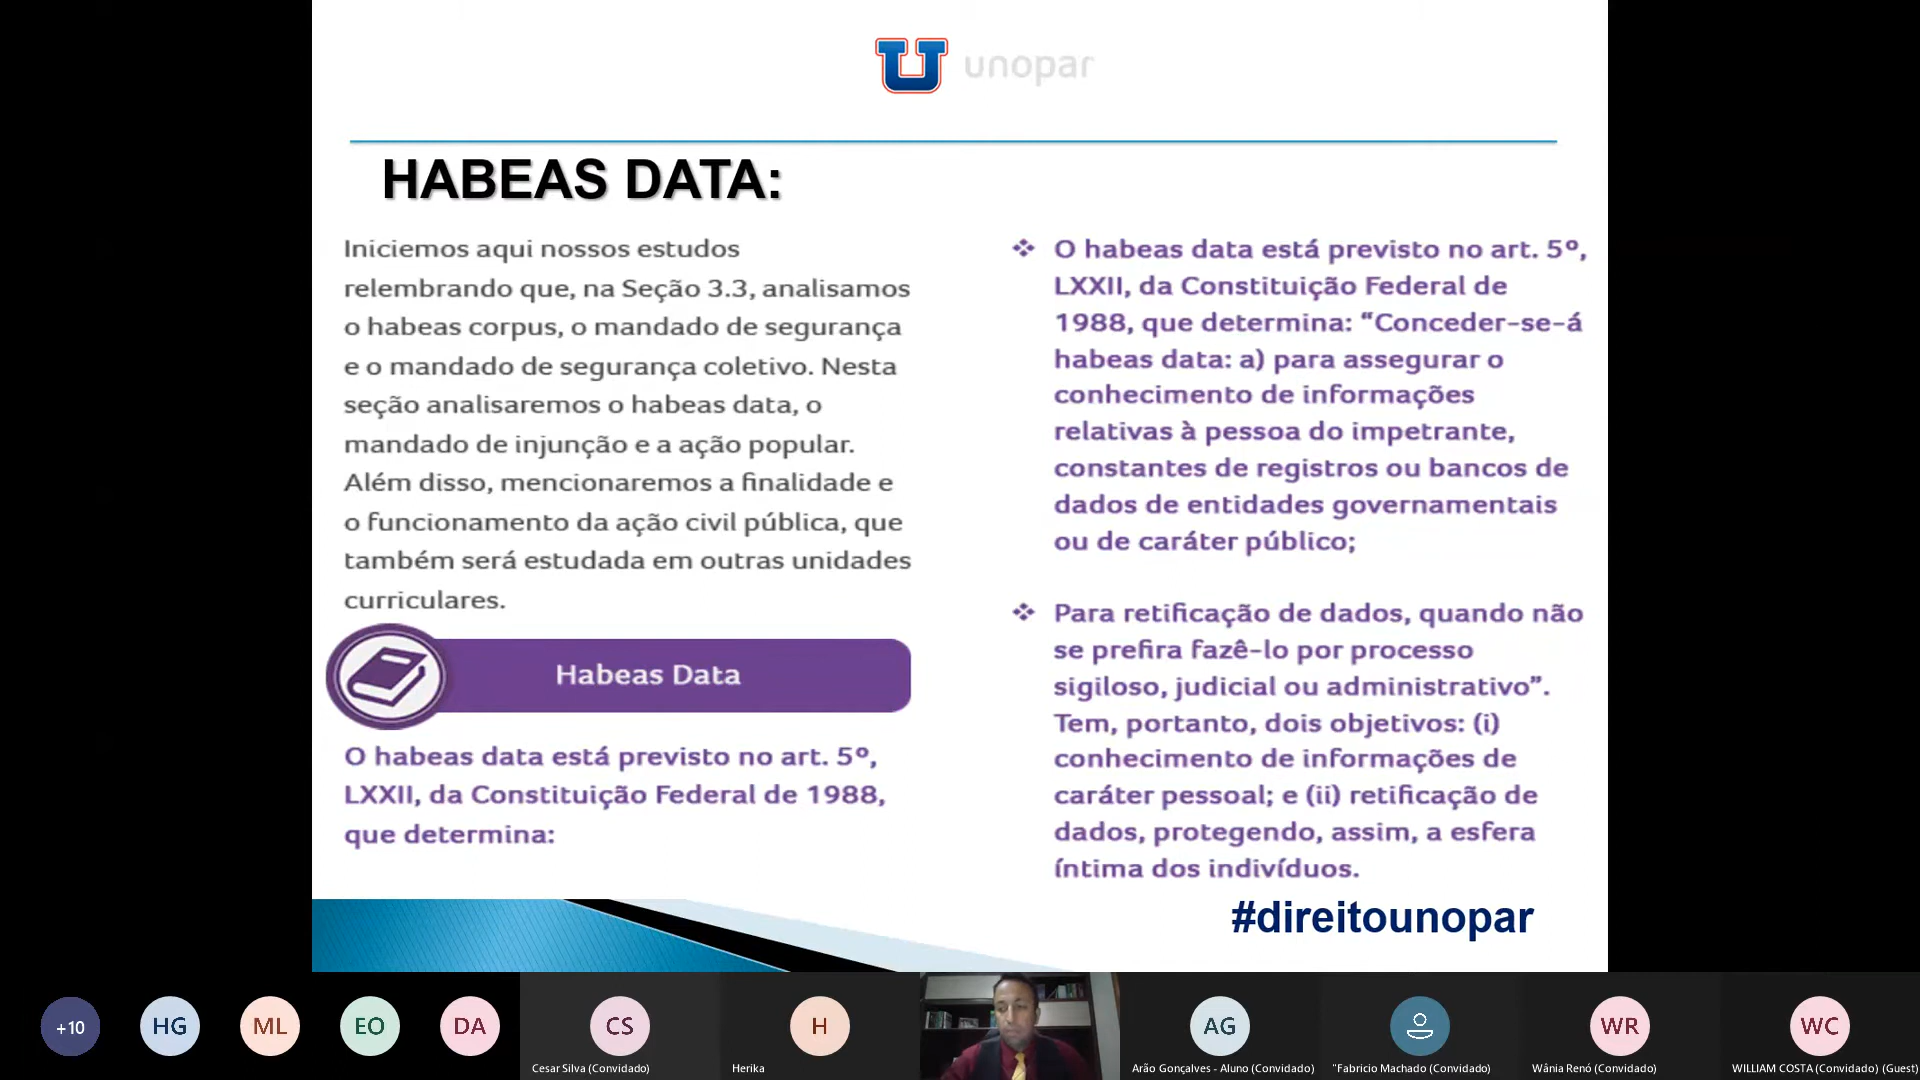 unopar
HABEAS DATA:
Iniciemos aqui nossos estudos
relembrando que, na Seção 3.3, analisamos
o habeas corpus, o mandado de segurança
e o mandado de segurança coletivo. Nesta
seção analisaremos o habeas data, o
mandado de injunção e a ação popular.
Além disso, mencionaremos a finalidade e
o funcionamento da ação civil pública, que
também será estudada em outras unidades
curriculares.
Habeas Data
O habeas data está previsto no art. 5º,
LXXII, da Constituição Federal de 1988,
que determina:
O habeas data está previsto no art. 5º,
LXXII, da Constituição Federal de
1988, que determina: “Conceder-se-á
habeas data: a) para assegurar o
conhecimento de informações
relativas à pessoa do impetrante,
constantes de registros ou bancos de
dados de entidades governamentais
ou de caráter público;
Para retificação de dados, quando não
se prefira fazê-lo por processo
sigiloso, judicial ou administrativo”.
Tem, portanto, dois objetivos: (i)
conhecimento de informações de
caráter pessoal; e (ii) retificação de
dados, protegendo, assim, a esfera
íntima dos indivíduos.
#direitounopar
+10
HG
ML
EO
DA
CS
H
AG
WR
WC
Cesar Silva (Convidado)
Herika
Arão Gonçalves - Aluno (Convidado)
"Fabricio Machado (Convidado)
Wânia Renó (Convidado)
WILLIAM COSTA (Convidado) (Guest)